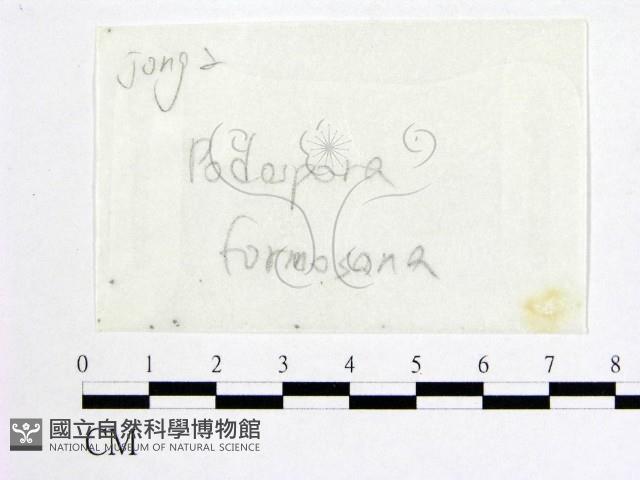 Jong 2
Podospora
formosana
0 1 2 3 4 5 6 7 8
CM
國立自然科學博物館
NATIONAL MUSEUM OF NATURAL SCIENCE